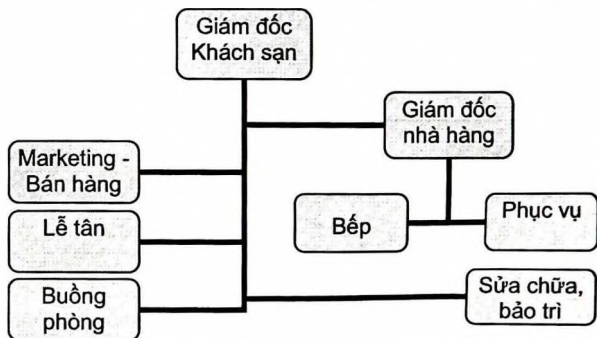 Giám đốc
Khách sạn
Giám đốc
nhà hàng
Marketing -
Bán hàng
Lễ tân
Bếp
Phục vụ
Buồng
phòng
Sửa chữa,
bảo trì